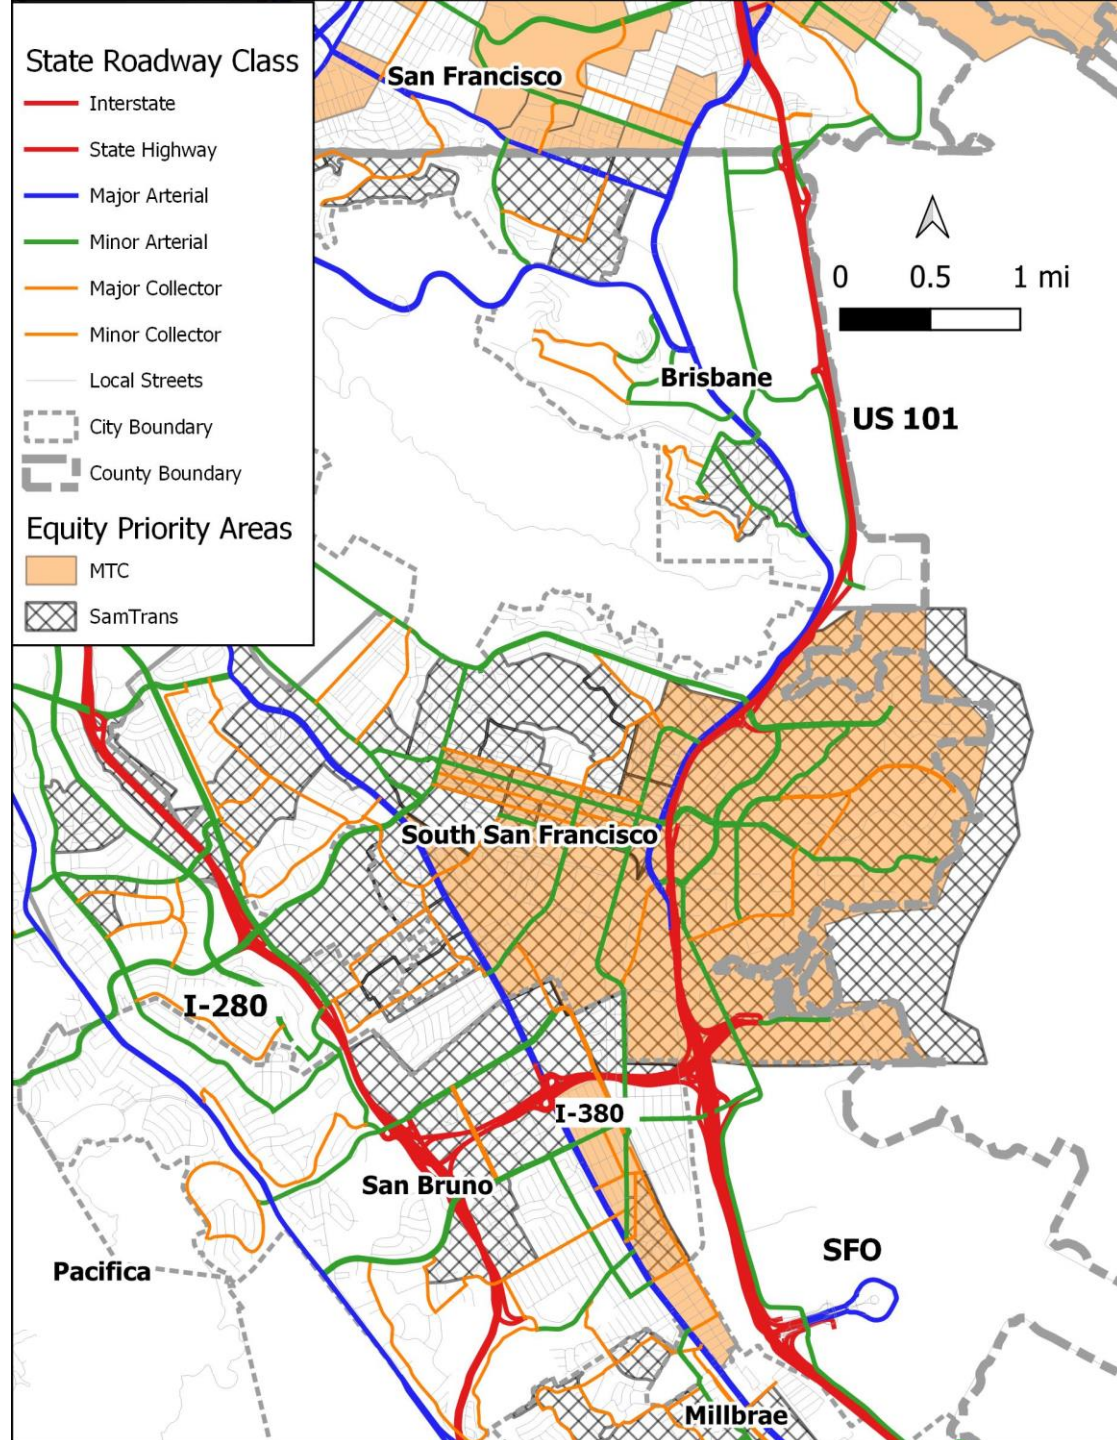 State Roadway Class
Interstate
State Highway
Major Arterial
Minor Arterial
Major Collector
Minor Collector
Local Streets
City Boundary
County Boundary
Equity Priority Areas
MTC
SamTrans
San Francisco
0 0.5 1 mi
Brisbane
US 101
South San Francisco
I-280
I-380
San Bruno
SFO
Pacifica
Millbrae